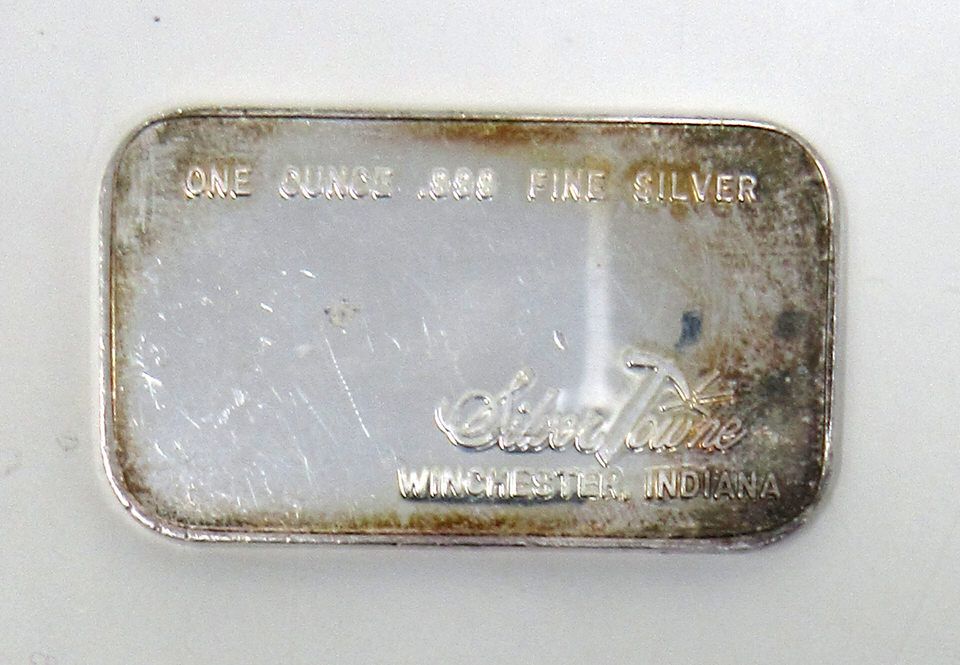 ONE OUNCE .999 FINE SILVER
SilverTowne
WINCHESTER, INDIANA